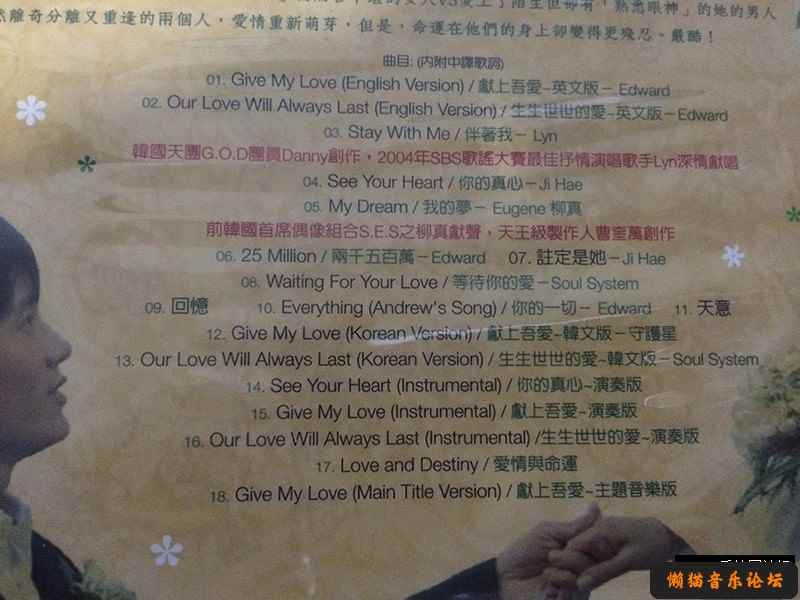 然離奇分離又重逢的兩個人，愛情重新萌芽，但是，命運在他們的身上卻變得更殘忍。嚴酷！
曲目: (內附中譯歌詞)
01. Give My Love (English Version) / 獻上吾愛~英文版－ Edward
02. Our Love Will Always Last (English Version) / 生生世世的愛~英文版－Edward
03. Stay With Me / 伴著我－ Lyn
韓國天團G.O.D團員Danny創作，2004年SBS歌謠大賽最佳抒情演唱歌手Lyn深情獻唱
04. See Your Heart / 你的真心－Ji Hae
05. My Dream / 我的夢－ Eugene 柳真
前韓國首席偶像組合S.E.S之柳真獻聲，天王級製作人曹奎萬創作
06. 25 Million / 兩千五百萬－Edward 07. 註定是她－Ji Hae
08. Waiting For Your Love / 等待你的愛－Soul System
09. 回憶 10. Everything (Andrew's Song) / 你的一切－ Edward 11. 天意
12. Give My Love (Korean Version) / 獻上吾愛~韓文版－守護星
13. Our Love Will Always Last (Korean Version) / 生生世世的愛~韓文版－Soul System
14. See Your Heart (Instrumental) / 你的真心~演奏版
15. Give My Love (Instrumental) / 獻上吾愛~演奏版
16. Our Love Will Always Last (Instrumental) /生生世世的愛~演奏版
17. Love and Destiny / 愛情與命運
18. Give My Love (Main Title Version) / 獻上吾愛~主題音樂版
懒猫音乐论坛